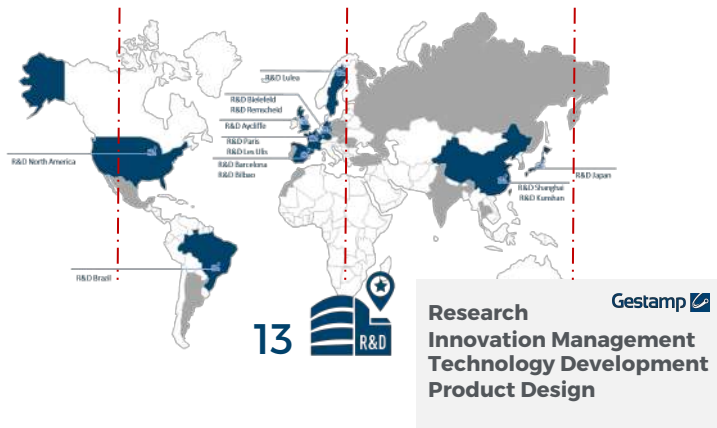 R&D Lulea
R&D Bielefeld
R&D Remscheid
R&D Aycliffe
R&D Paris
R&D Les Ulis
R&D North America
R&D Barcelona
R&D Bilbao
R&D Japan
R&D Shanghai
R&D Kunshan
R&D Brazil
13
R&D
Gestamp
Research
Innovation Management
Technology Development
Product Design